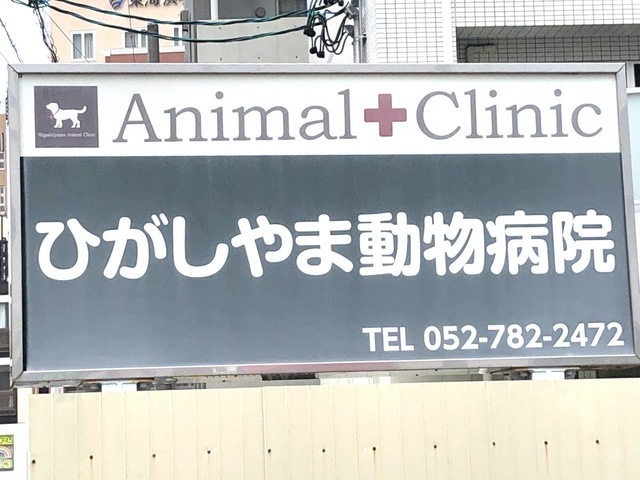 Animal Clinic
Higashiyama Animal Clinic
ひがしやま動物病院
TEL 052-782-2472